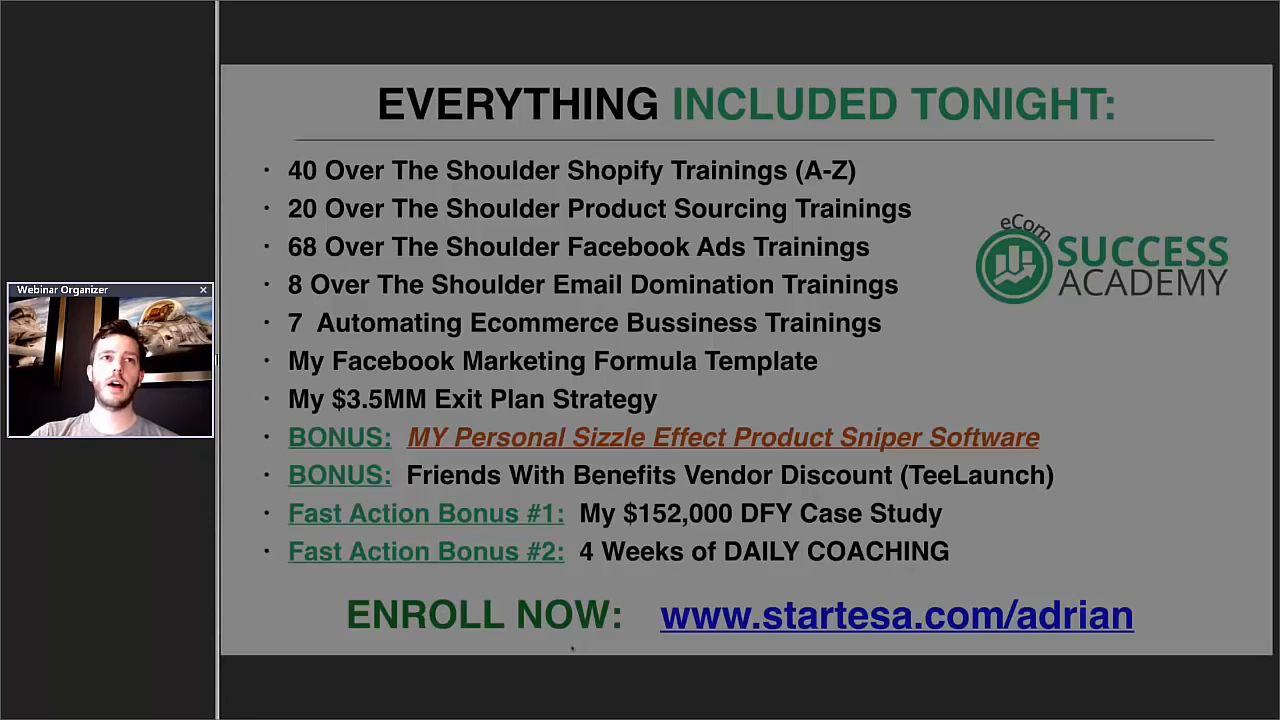 EVERYTHING INCLUDED TONIGHT:
• 40 Over The Shoulder Shopify Trainings (A-Z)
• 20 Over The Shoulder Product Sourcing Trainings
• 68 Over The Shoulder Facebook Ads Trainings
• 8 Over The Shoulder Email Domination Trainings
• 7 Automating Ecommerce Bussiness Trainings
• My Facebook Marketing Formula Template
• My $3.5MM Exit Plan Strategy
• BONUS: MY Personal Sizzle Effect Product Sniper Software
• BONUS: Friends With Benefits Vendor Discount (TeeLaunch)
• Fast Action Bonus #1: My $152,000 DFY Case Study
• Fast Action Bonus #2: 4 Weeks of DAILY COACHING
eCom
SUCCESS
ACADEMY
Webinar Organizer
ENROLL NOW: www.startesa.com/adrian